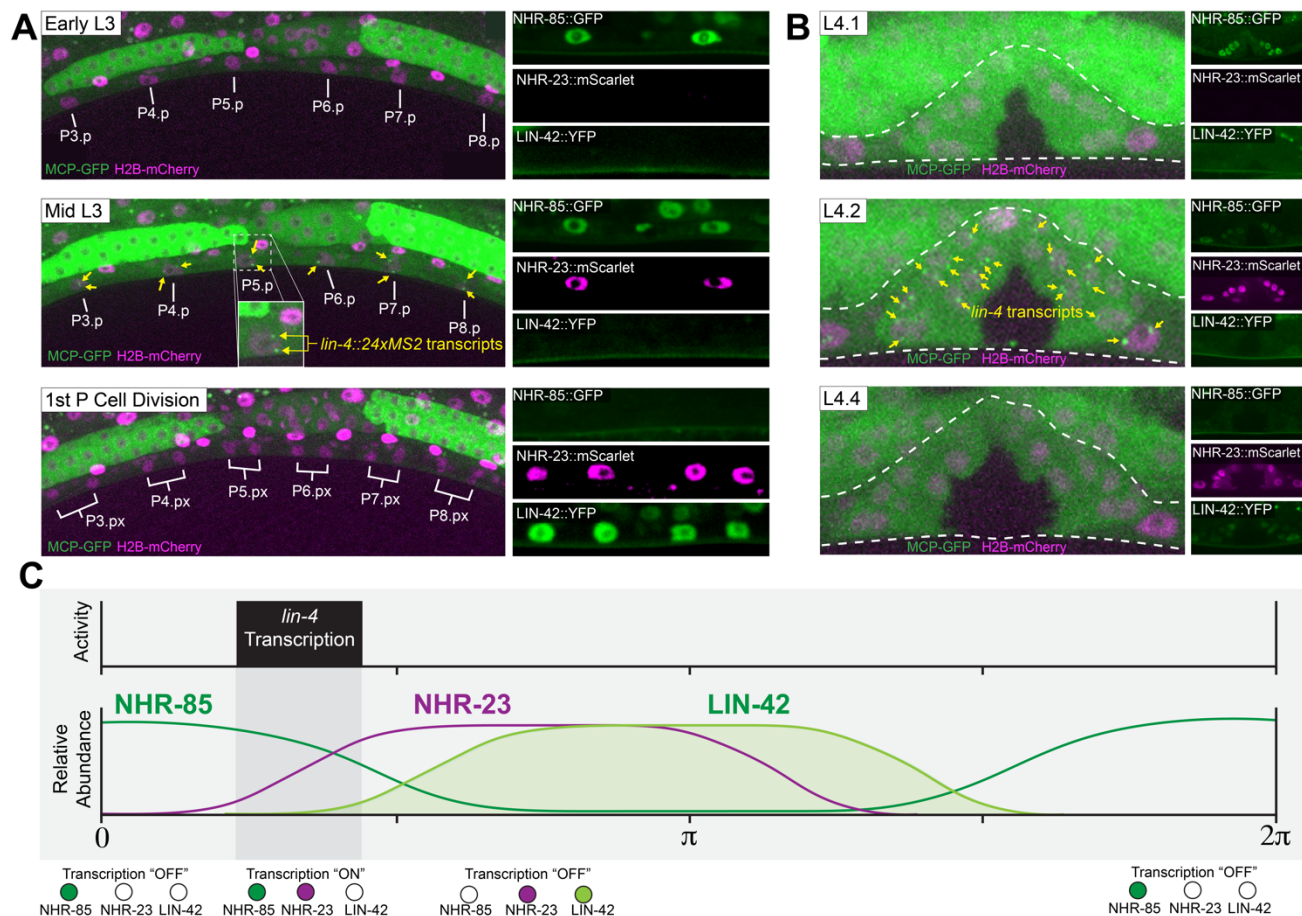 A
Early L3
P3.p
P4.p
P5.p
P6.p
P7.p
P8.p
MCP-GFP H2B-mCherry
NHR-85::GFP
NHR-23::mScarlet
LIN-42::YFP
Mid L3
P3.p
P4.p
P5.p
P6.p
P7.p
P8.p
lin-4::24xMS2 transcripts
MCP-GFP H2B-mCherry
NHR-85::GFP
NHR-23::mScarlet
LIN-42::YFP
1st P Cell Division
P3.px
P4.px
P5.px
P6.px
P7.px
P8.px
MCP-GFP H2B-mCherry
NHR-85::GFP
NHR-23::mScarlet
LIN-42::YFP
B
L4.1
MCP-GFP H2B-mCherry
NHR-85::GFP
NHR-23::mScarlet
LIN-42::YFP
L4.2
lin-4 transcripts
MCP-GFP H2B-mCherry
NHR-85::GFP
NHR-23::mScarlet
LIN-42::YFP
L4.4
MCP-GFP H2B-mCherry
NHR-85::GFP
NHR-23::mScarlet
LIN-42::YFP
C
Activity
lin-4
Transcription
Relative
Abundance
NHR-85
NHR-23
LIN-42
0
π
2π
Transcription “OFF”
NHR-85 NHR-23 LIN-42
Transcription “ON”
NHR-85 NHR-23 LIN-42
Transcription “OFF”
NHR-85 NHR-23 LIN-42
Transcription “OFF”
NHR-85 NHR-23 LIN-42